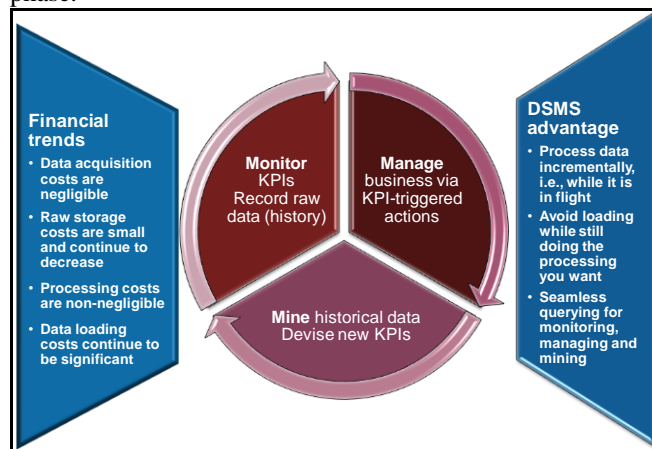 phase.
Financial
trends
• Data acquisition
costs are
negligible
• Raw storage
costs are small
and continue to
decrease
• Processing costs
are non-negligible
• Data loading
costs continue to
be significant
Monitor
KPIs
Record raw
data (history)
Manage
business via
KPI-triggered
actions
Mine historical data
Devise new KPIs
DSMS
advantage
• Process data
incrementally,
i.e., while it is
in flight
• Avoid loading
while still
doing the
processing
you want
• Seamless
querying for
monitoring,
managing and
mining